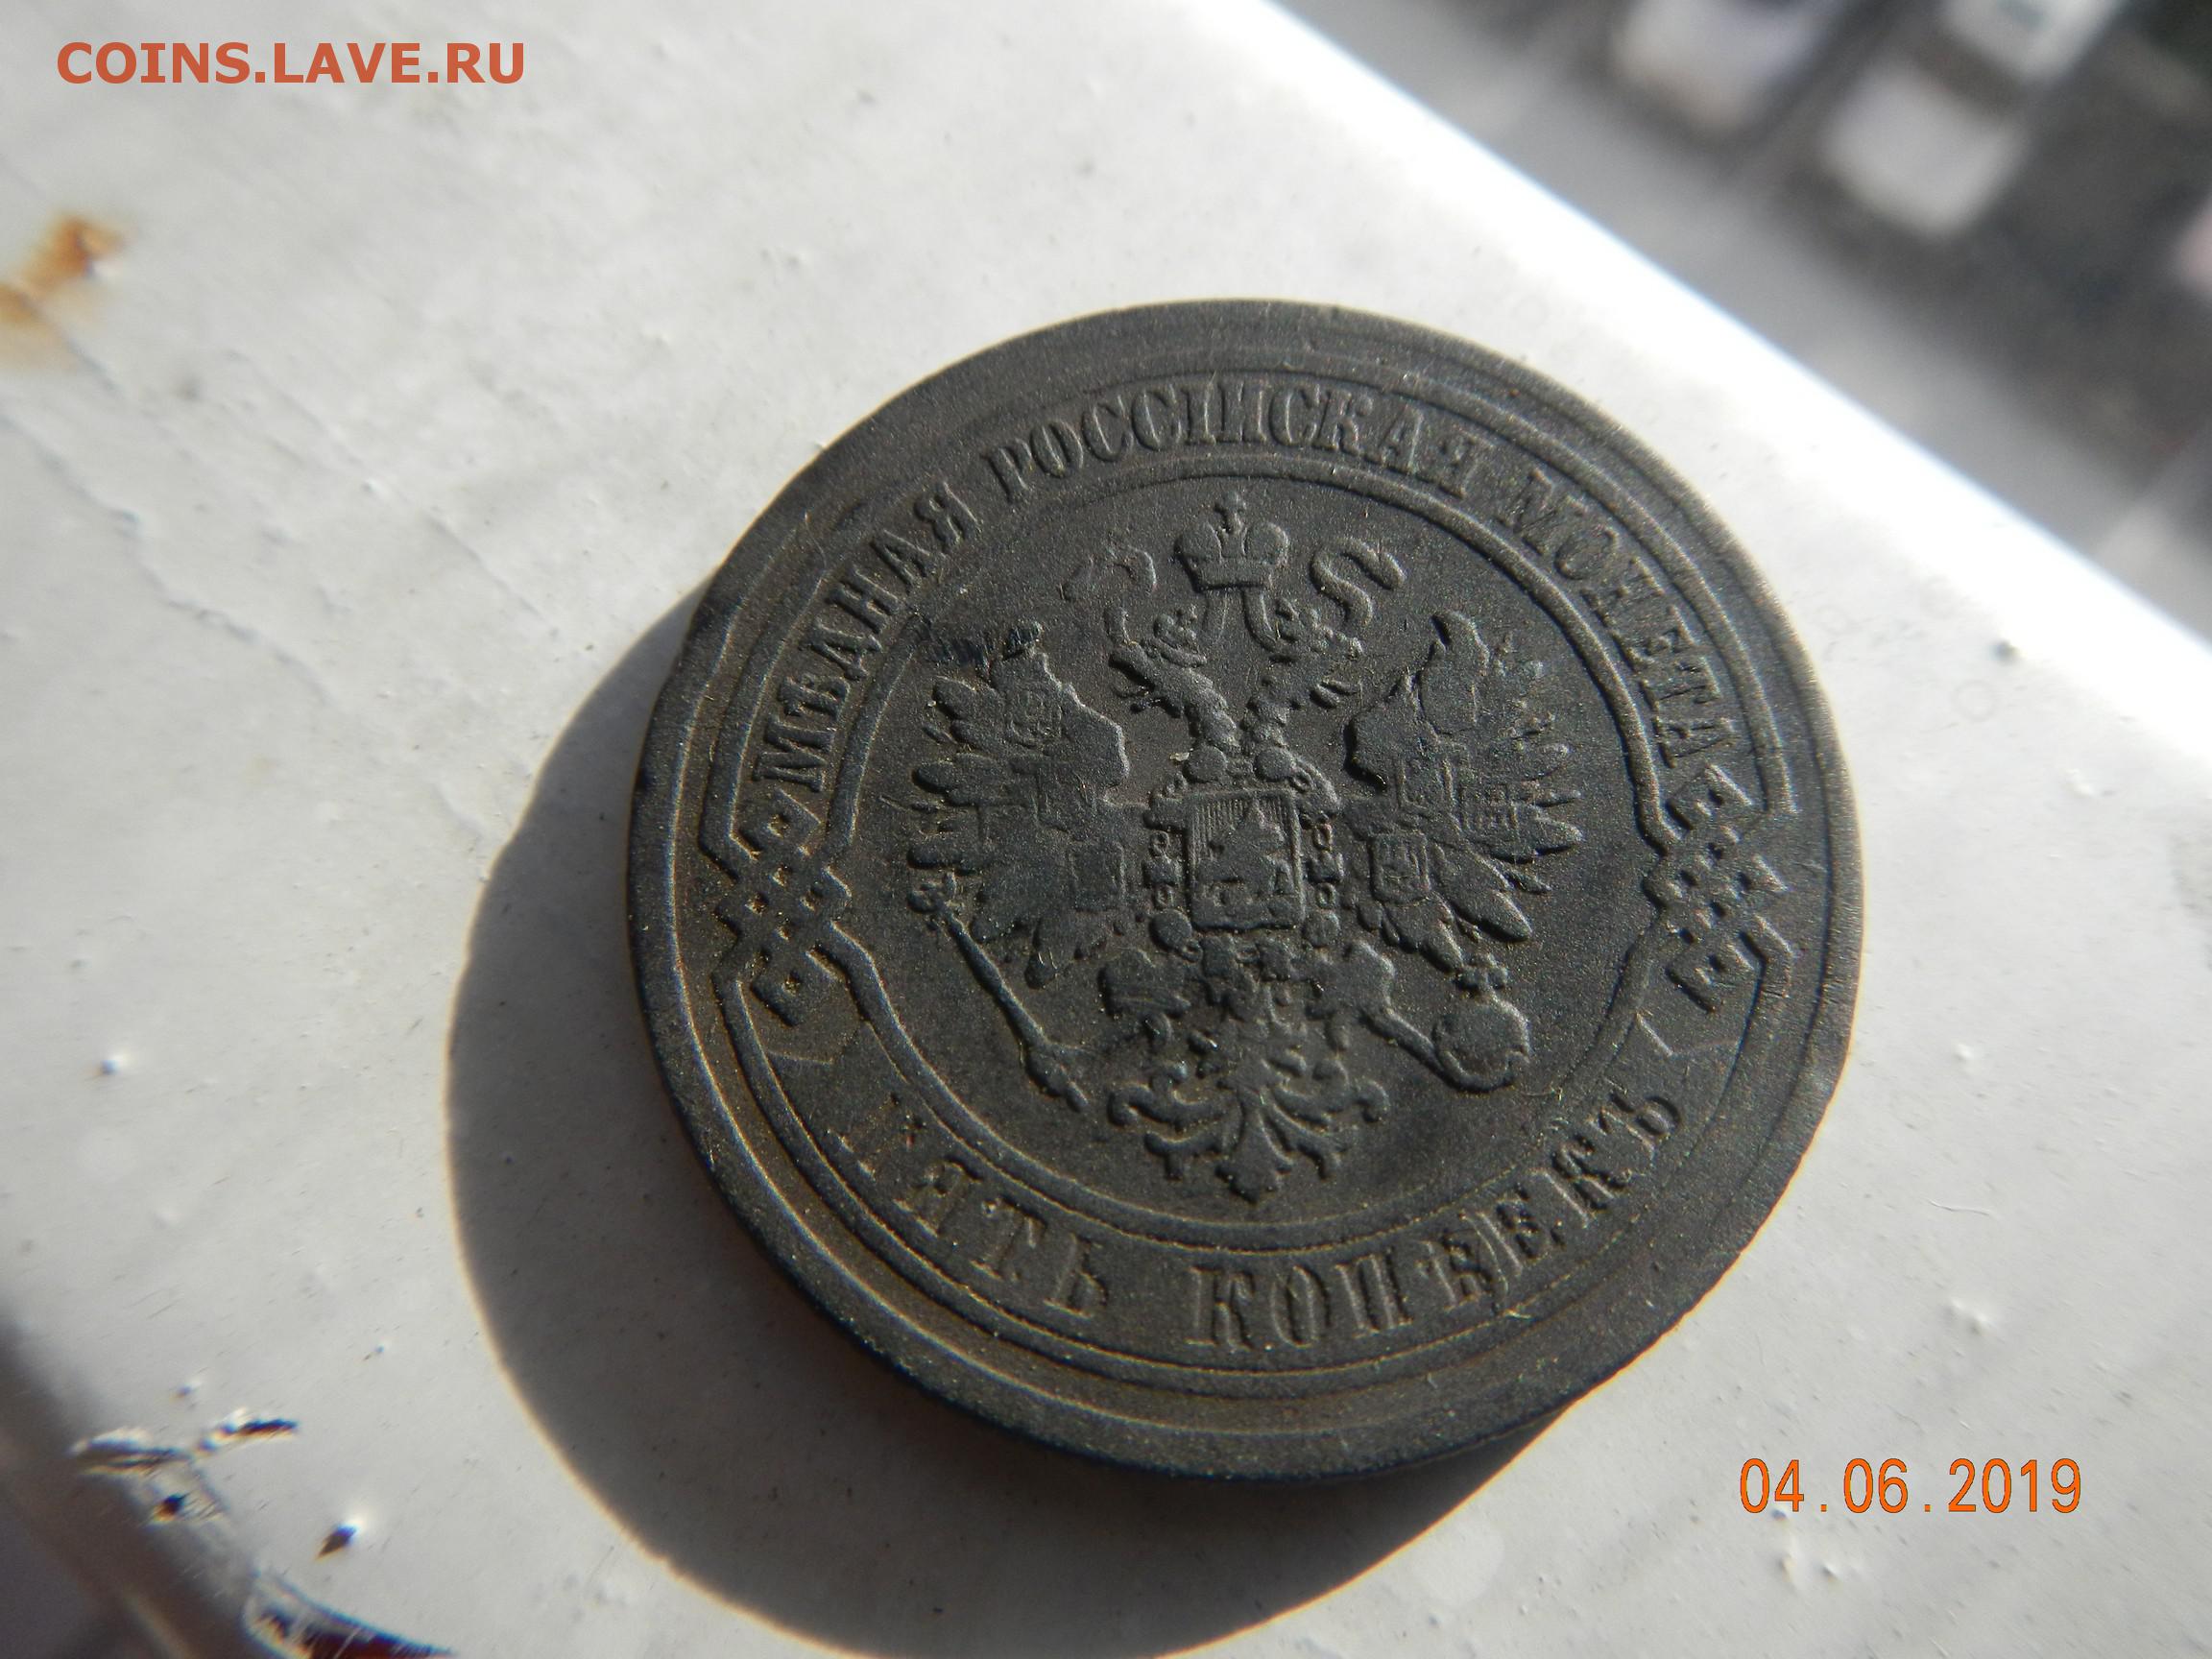 COINS.LAVE.RU
МѢДНАЯ РОССІЙСКАЯ МОНЕТА
ПЯТЬ КОПѢЕКЪ
04.06.2019